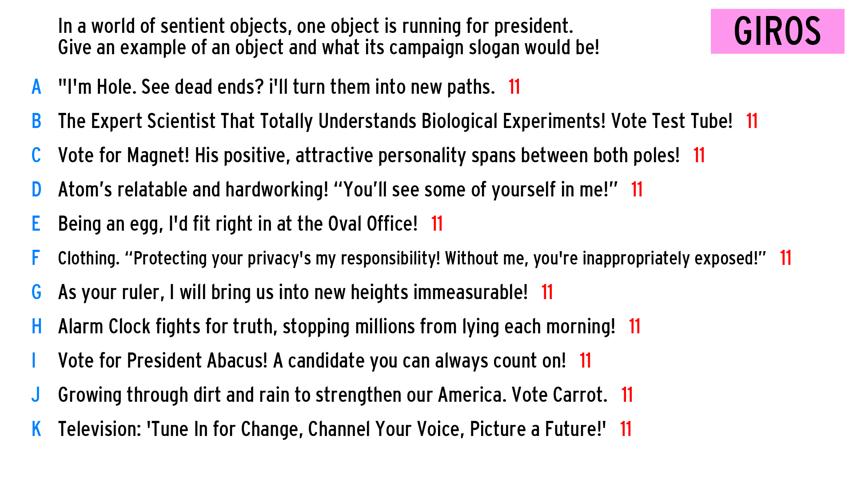 In a world of sentient objects, one object is running for president.
Give an example of an object and what its campaign slogan would be!
GIROS
A "I'm Hole. See dead ends? i'll turn them into new paths. 11
B The Expert Scientist That Totally Understands Biological Experiments! Vote Test Tube! 11
C Vote for Magnet! His positive, attractive personality spans between both poles! 11
D Atom’s relatable and hardworking! “You’ll see some of yourself in me!” 11
E Being an egg, I'd fit right in at the Oval Office! 11
F Clothing. “Protecting your privacy's my responsibility! Without me, you're inappropriately exposed!” 11
G As your ruler, I will bring us into new heights immeasurable! 11
H Alarm Clock fights for truth, stopping millions from lying each morning! 11
I Vote for President Abacus! A candidate you can always count on! 11
J Growing through dirt and rain to strengthen our America. Vote Carrot. 11
K Television: 'Tune In for Change, Channel Your Voice, Picture a Future!' 11